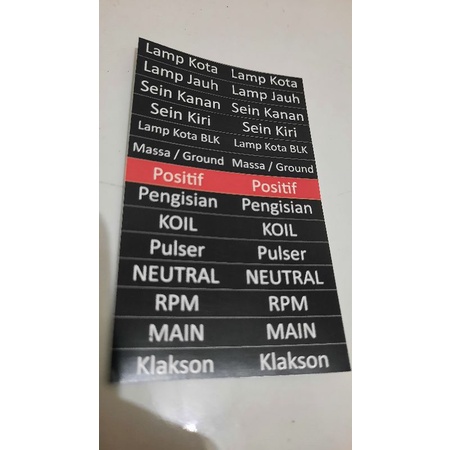 Lamp Kota Lamp Kota
Lamp Jauh Lamp Jauh
Sein Kanan Sein Kanan
Sein Kiri Sein Kiri
Lamp Kota BLK Lamp Kota BLK
Massa / Ground Massa / Ground
Positif Positif
Pengisian Pengisian
KOIL KOIL
Pulser Pulser
NEUTRAL NEUTRAL
RPM RPM
MAIN MAIN
Klakson Klakson